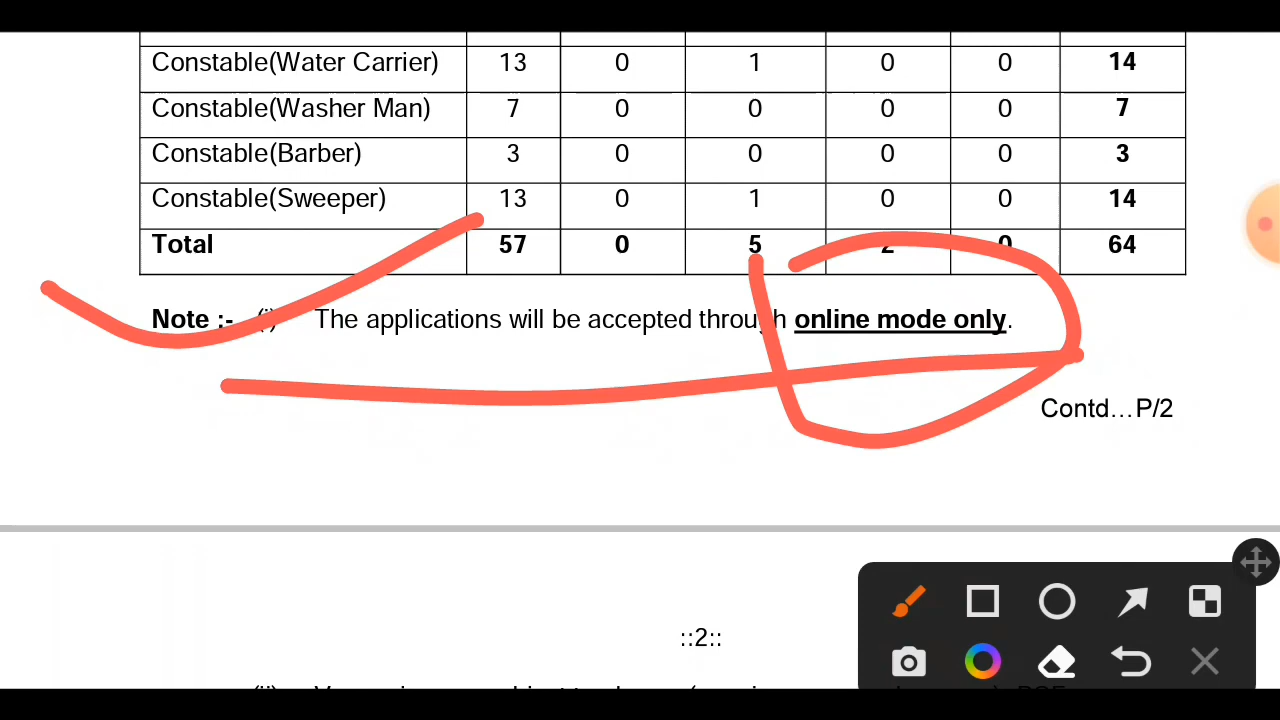 Constable(Water Carrier) 13 0 1 0 0 14
Constable(Washer Man) 7 0 0 0 0 7
Constable(Barber) 3 0 0 0 0 3
Constable(Sweeper) 13 0 1 0 0 14
Total 57 0 5 2 0 64
Note :- (i) The applications will be accepted through online mode only.
Contd...P/2
::2::